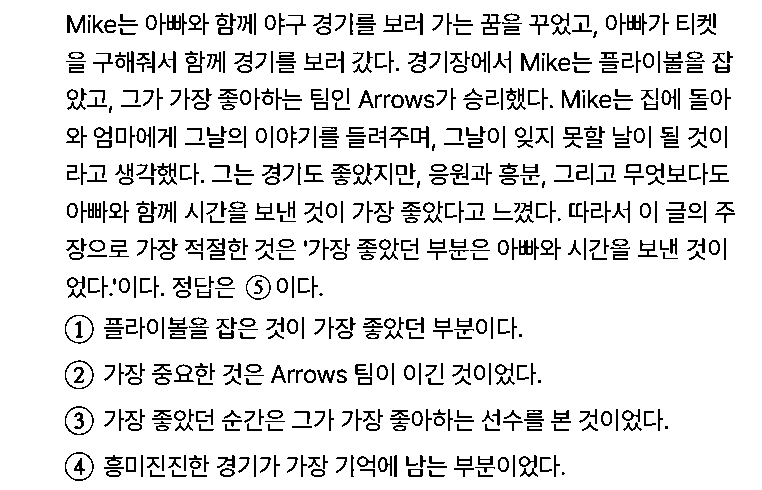 Mike는 아빠와 함께 야구 경기를 보러 가는 꿈을 꾸었고, 아빠가 티켓
을 구해줘서 함께 경기를 보러 갔다. 경기장에서 Mike는 플라이볼을 잡
았고, 그가 가장 좋아하는 팀인 Arrows가 승리했다. Mike는 집에 돌아
와 엄마에게 그날의 이야기를 들려주며, 그날이 잊지 못할 날이 될 것이
라고 생각했다. 그는 경기도 좋았지만, 응원과 흥분, 그리고 무엇보다도
아빠와 함께 시간을 보낸 것이 가장 좋았다고 느꼈다. 따라서 이 글의 주
장으로 가장 적절한 것은 '가장 좋았던 부분은 아빠와 시간을 보낸 것이
었다.'이다. 정답은 ⑤이다.
① 플라이볼을 잡은 것이 가장 좋았던 부분이다.
② 가장 중요한 것은 Arrows 팀이 이긴 것이었다.
③ 가장 좋았던 순간은 그가 가장 좋아하는 선수를 본 것이었다.
④ 흥미진진한 경기가 가장 기억에 남는 부분이었다.